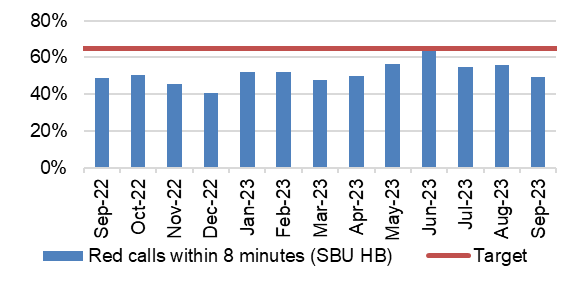 80%
60%
40%
20%
0%
Sep-22
Oct-22
Nov-22
Dec-22
Jan-23
Feb-23
Mar-23
Apr-23
May-23
Jun-23
Jul-23
Aug-23
Sep-23
Red calls within 8 minutes (SBU HB)
Target